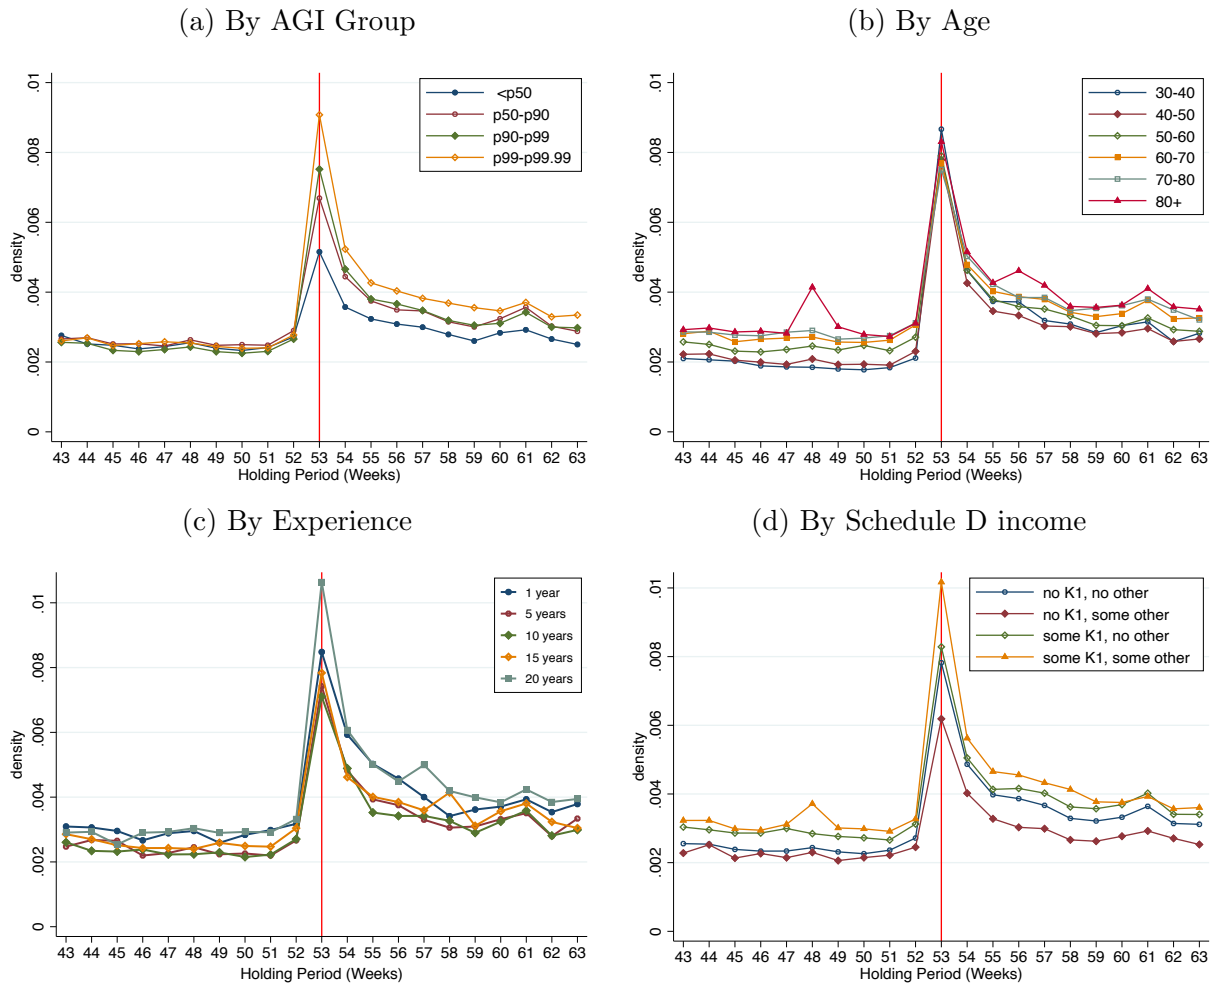 (a) By AGI Group
density
0 .002 .004 .006 .008 .01
<p50
p50-p90
p90-p99
p99-p99.99
43 44 45 46 47 48 49 50 51 52 53 54 55 56 57 58 59 60 61 62 63
Holding Period (Weeks)
(b) By Age
density
0 .002 .004 .006 .008 .01
30-40
40-50
50-60
60-70
70-80
80+
43 44 45 46 47 48 49 50 51 52 53 54 55 56 57 58 59 60 61 62 63
Holding Period (Weeks)
(c) By Experience
density
0 .002 .004 .006 .008 .01
1 year
5 years
10 years
15 years
20 years
43 44 45 46 47 48 49 50 51 52 53 54 55 56 57 58 59 60 61 62 63
Holding Period (Weeks)
(d) By Schedule D income
density
0 .002 .004 .006 .008 .01
no K1, no other
no K1, some other
some K1, no other
some K1, some other
43 44 45 46 47 48 49 50 51 52 53 54 55 56 57 58 59 60 61 62 63
Holding Period (Weeks)